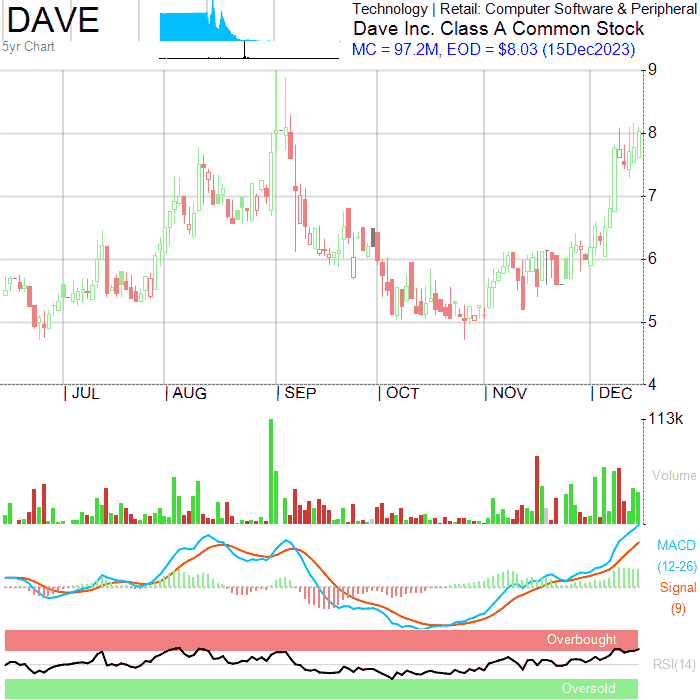 DAVE
5yr Chart
Technology | Retail: Computer Software & Peripheral
Dave Inc. Class A Common Stock
MC = 97.2M, EOD = $8.03 (15Dec2023)
9
8
7
6
5
4
JUL
AUG
SEP
OCT
NOV
DEC
113k
Volume
MACD
(12-26)
Signal
(9)
Overbought
RSI(14)
Oversold